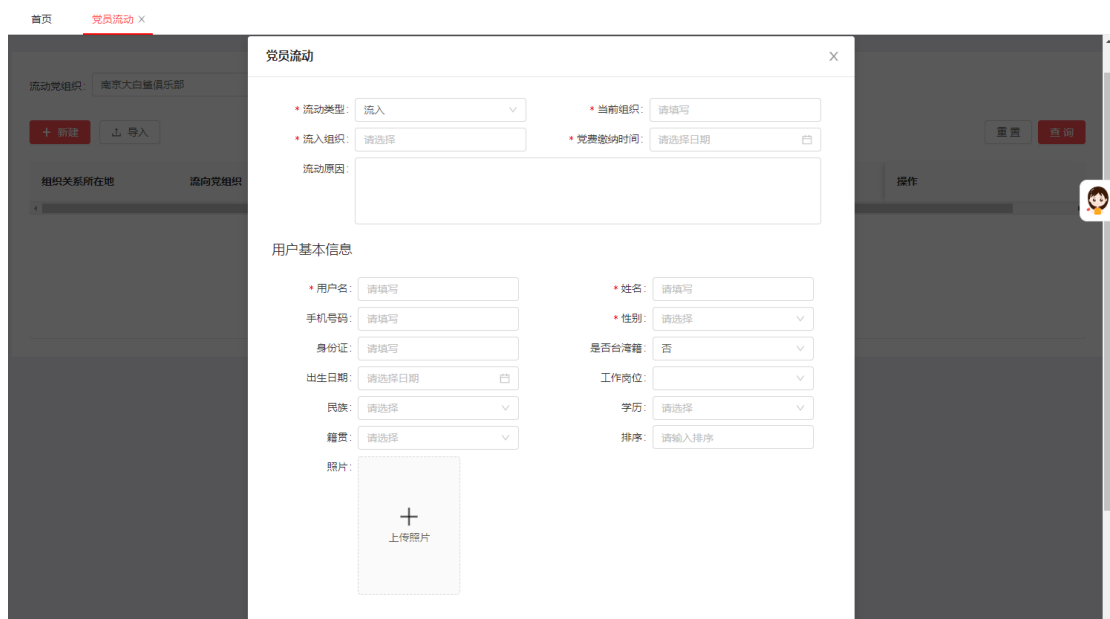 首页 党员流动 ×
党员流动 ×
流动党组织: 南京大白鲨俱乐部
* 流动类型: 流入 * 当前组织: 请填写
+ 新建 导入 重置 查询
* 流入组织: 请选择 * 党费缴纳时间: 请选择日期
流动原因:
组织关系所在地 流向党组织 操作
用户基本信息
* 用户名: 请填写 * 姓名: 请填写
手机号码: 请填写 * 性别: 请选择
身份证: 请填写 是否台湾籍: 否
出生日期: 请选择日期 工作岗位:
民族: 请选择 学历: 请选择
籍贯: 请选择 排序: 请输入排序
照片:
上传照片